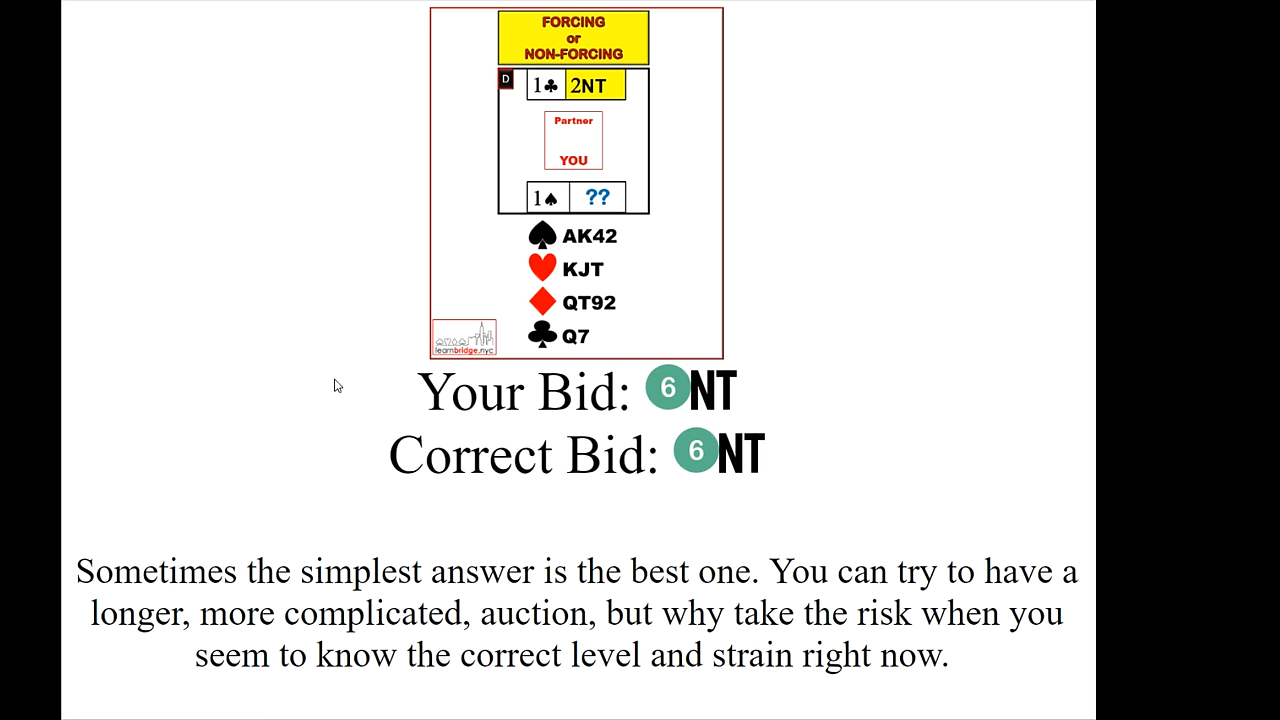 FORCING
or
NON-FORCING
D
1♣ 2NT
Partner
YOU
1♠ ??
♠ AK42
♥ KJT
♦ QT92
♣ Q7
learnbridge.nyc
Your Bid: 6NT
Correct Bid: 6NT
Sometimes the simplest answer is the best one. You can try to have a
longer, more complicated, auction, but why take the risk when you
seem to know the correct level and strain right now.